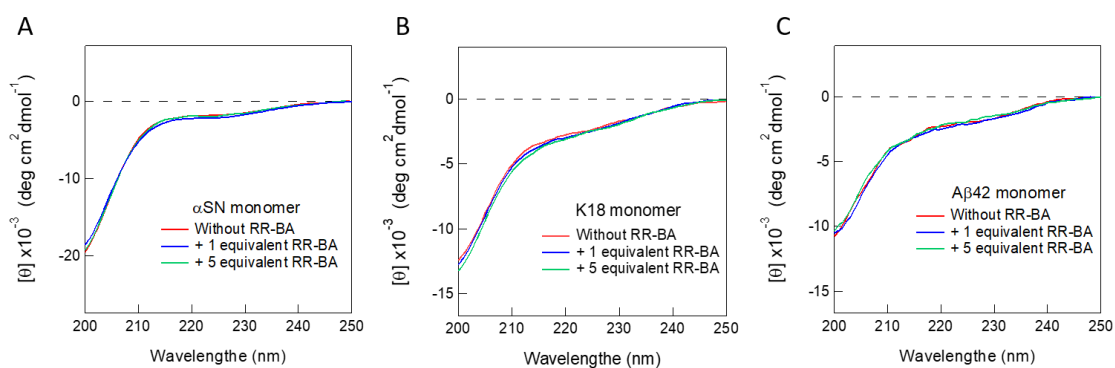 A
[θ] x10⁻³ (deg cm² dmol⁻¹)
0
-10
-20
αSN monomer
Without RR-BA
+ 1 equivalent RR-BA
+ 5 equivalent RR-BA
200 210 220 230 240 250
Wavelengthe (nm)
B
[θ] x10⁻³ (deg cm² dmol⁻¹)
0
-5
-10
-15
K18 monomer
Without RR-BA
+ 1 equivalent RR-BA
+ 5 equivalent RR-BA
200 210 220 230 240 250
Wavelengthe (nm)
C
[θ] x10⁻³ (deg cm² dmol⁻¹)
0
-5
-10
-15
Aβ42 monomer
Without RR-BA
+ 1 equivalent RR-BA
+ 5 equivalent RR-BA
200 210 220 230 240 250
Wavelengthe (nm)